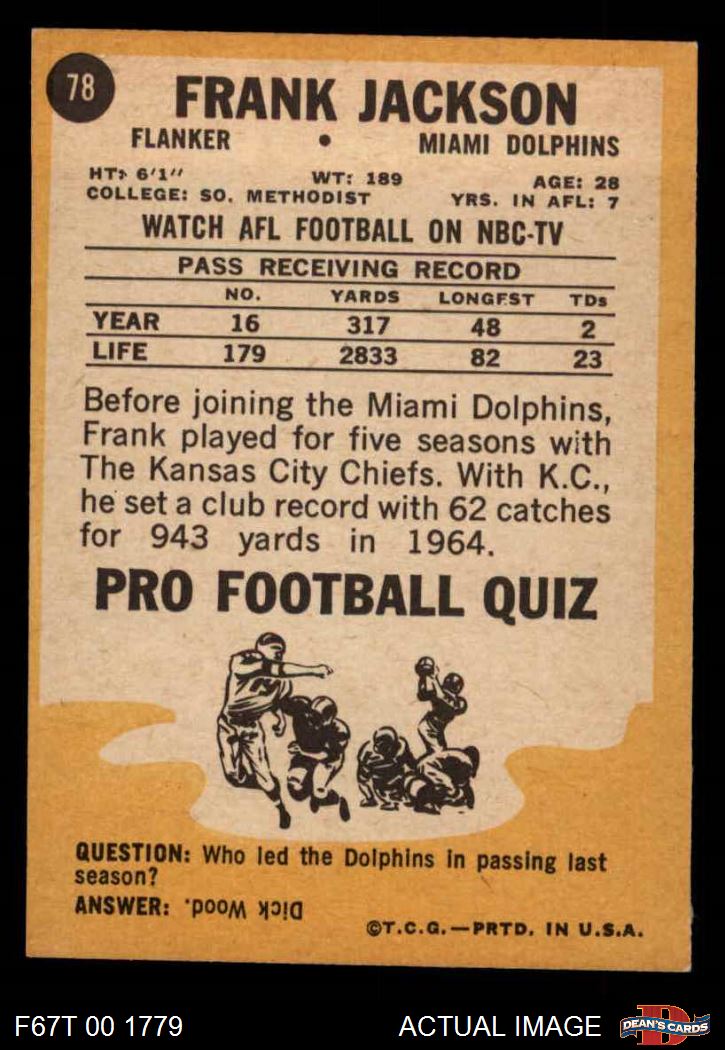 78
FRANK JACKSON
FLANKER • MIAMI DOLPHINS
HT: 6'1" WT: 189 AGE: 28
COLLEGE: SO. METHODIST YRS. IN AFL: 7
WATCH AFL FOOTBALL ON NBC-TV
PASS RECEIVING RECORD
NO. YARDS LONGEST TDs
YEAR 16 317 48 2
LIFE 179 2833 82 23
Before joining the Miami Dolphins,
Frank played for five seasons with
The Kansas City Chiefs. With K.C.,
he set a club record with 62 catches
for 943 yards in 1964.
PRO FOOTBALL QUIZ
QUESTION: Who led the Dolphins in passing last
season?
ANSWER: Dick Wood.
©T.C.G.—PRTD. IN U.S.A.
F67T 00 1779 ACTUAL IMAGE D DEAN'S CARDS